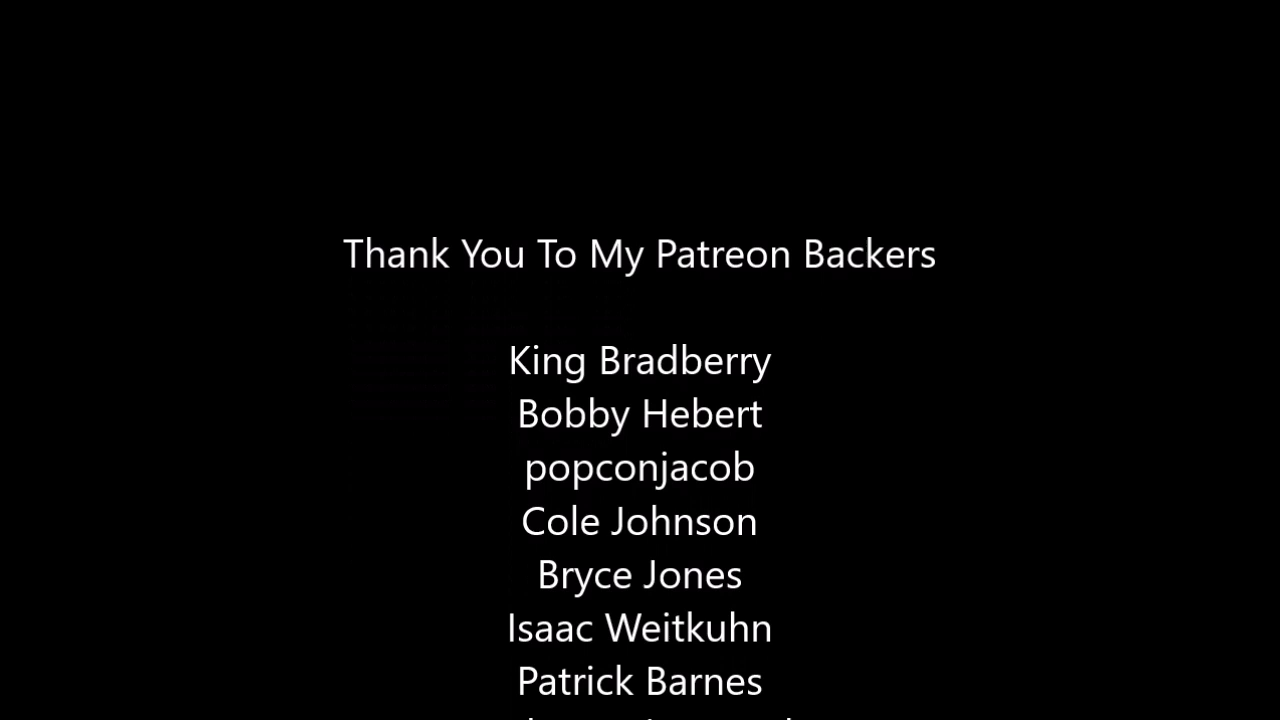 Thank You To My Patreon Backers
King Bradberry
Bobby Hebert
popconjacob
Cole Johnson
Bryce Jones
Isaac Weitkuhn
Patrick Barnes